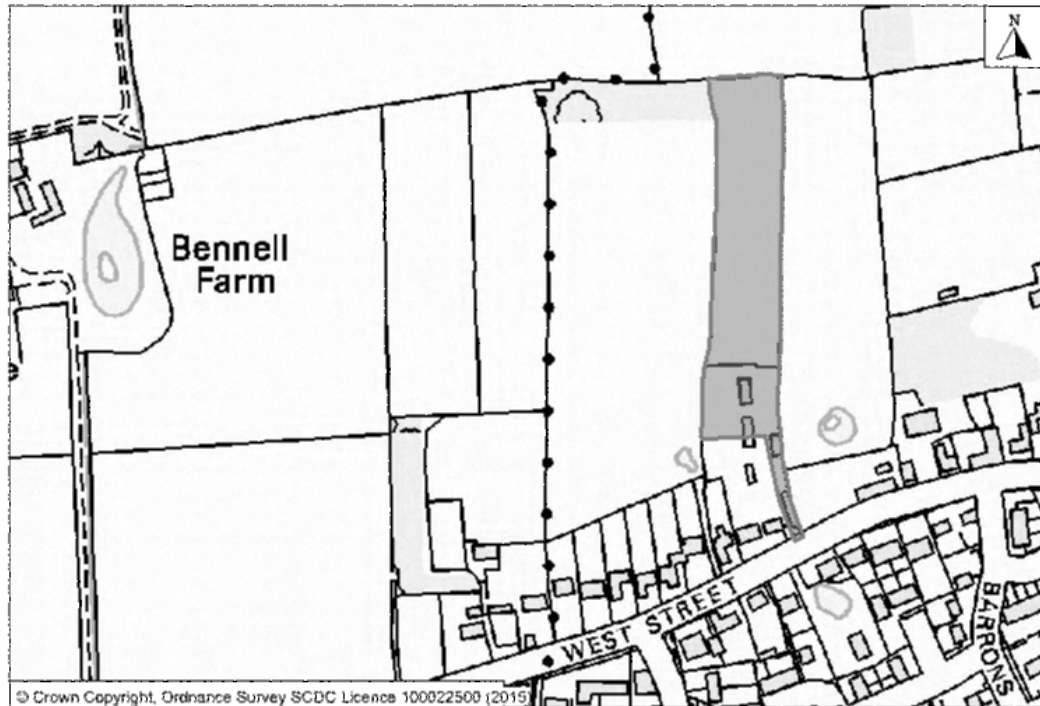 N
Bennell
Farm
WEST STREET
BARRONS
© Crown Copyright, Ordnance Survey SCDC Licence 100022500 (2015)